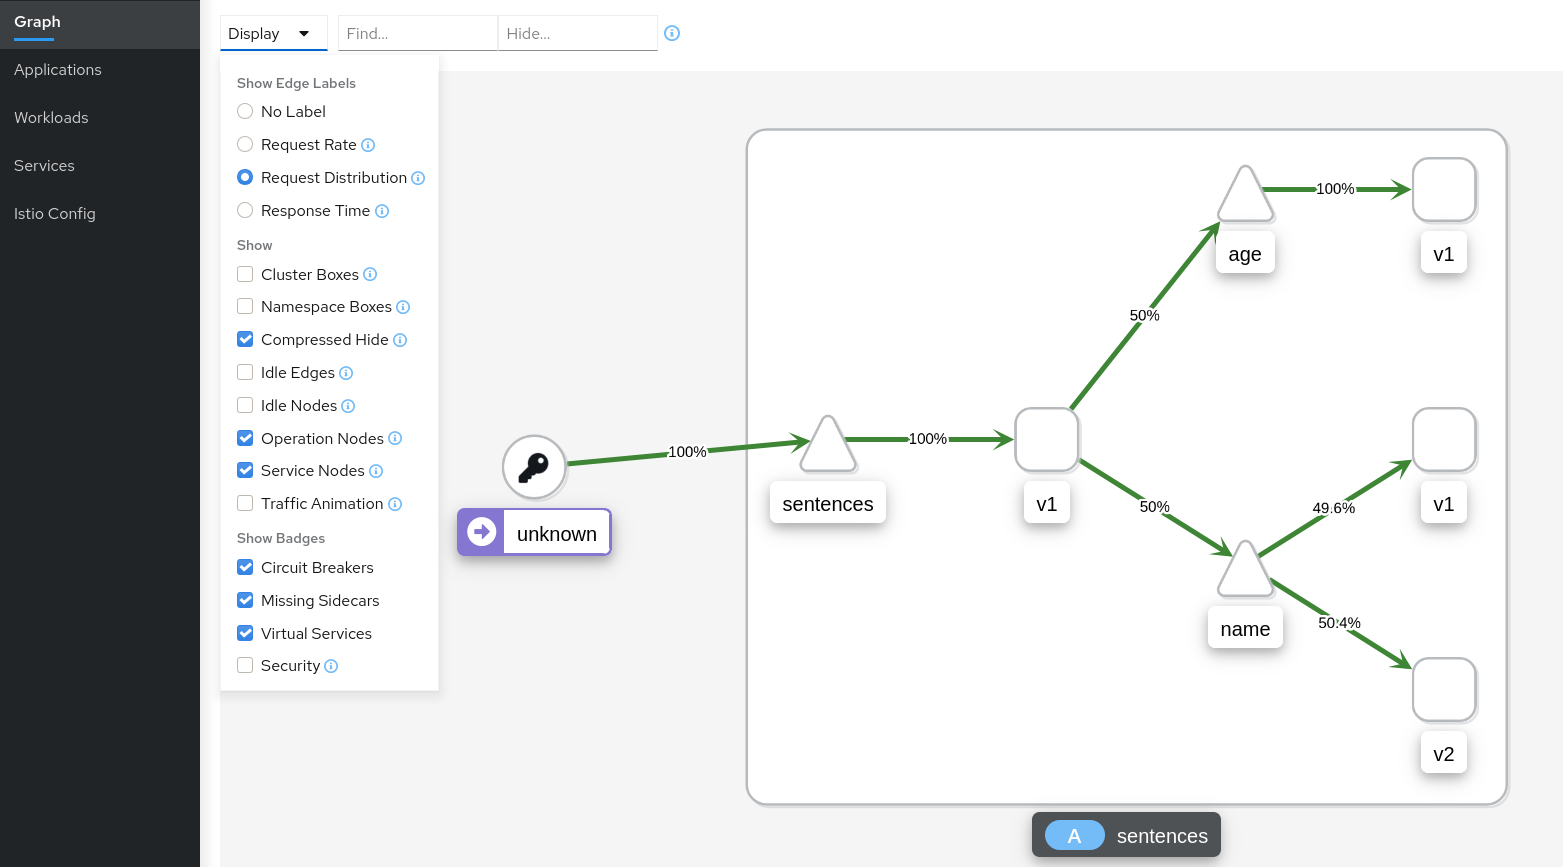 Graph
Applications
Workloads
Services
Istio Config
Display
Find...
Hide...
Show Edge Labels
No Label
Request Rate
Request Distribution
Response Time
Show
Cluster Boxes
Namespace Boxes
Compressed Hide
Idle Edges
Idle Nodes
Operation Nodes
Service Nodes
Traffic Animation
Show Badges
Circuit Breakers
Missing Sidecars
Virtual Services
Security
100%
unknown
sentences
100%
v1
50%
age
100%
v1
50%
name
49.6%
v1
50.4%
v2
A sentences